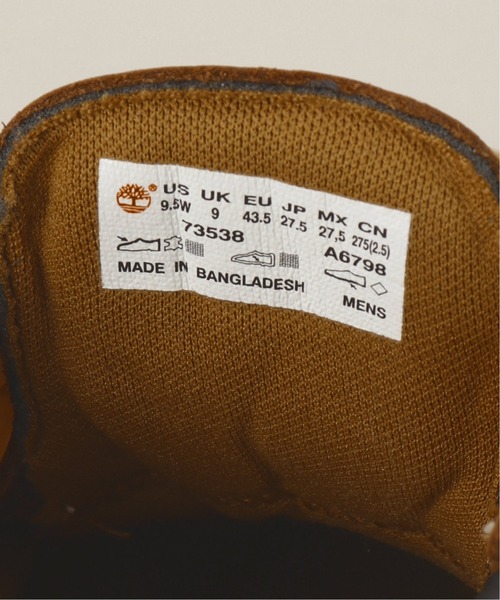 ® US UK EU JP MX CN
9.5W 9 43.5 27.5 27,5 275(2.5)
73538 A6798
MADE IN BANGLADESH MENS